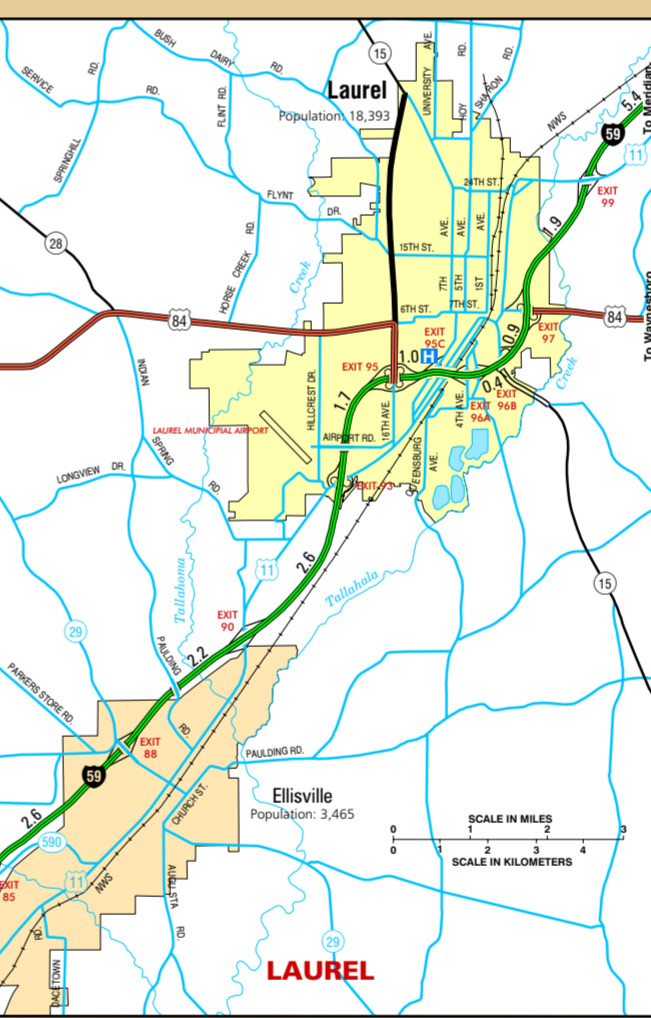 BUSH
DAIRY
RD.
15
AVE.
UNIVERSITY
RD.
HOY
RD.
SHARON
SERVICE
RD.
RD.
SPRINGHILL
FLINT RD.
Laurel
Population: 18,393
NWS
5.4
To Meridian
59
11
EXIT
99
24TH ST.
FLYNT
DR.
28
HORSE CREEK RD.
Creek
15TH ST.
AVE.
AVE.
AVE.
7TH
5TH
1ST
1.9
To Waynesboro
84
6TH ST.
7TH ST.
84
EXIT
97
EXIT
95C
1.0
H
0.9
EXIT 95
0.4
EXIT
96B
EXIT
96A
Creek
INDIAN
SPRING
RD.
HILLCREST DR.
1.7
16TH AVE.
4TH AVE.
LAUREL MUNICIPAL AIRPORT
AIRPORT RD.
QUEENSBURG
AVE.
LONGVIEW DR.
EXIT 93
11
2.6
Tallahoma
Tallahala
15
EXIT
90
29
2.2
PAULDING
RD.
PARKERS STORE RD.
EXIT
88
59
PAULDING RD.
2.6
Ellisville
Population: 3,465
CHURCH ST.
SCALE IN MILES
0 1 2 3
0 1 2 3 4
SCALE IN KILOMETERS
590
EXIT
85
11
NWS
AUGUSTA
RD.
RD.
DACETOWN
29
LAUREL